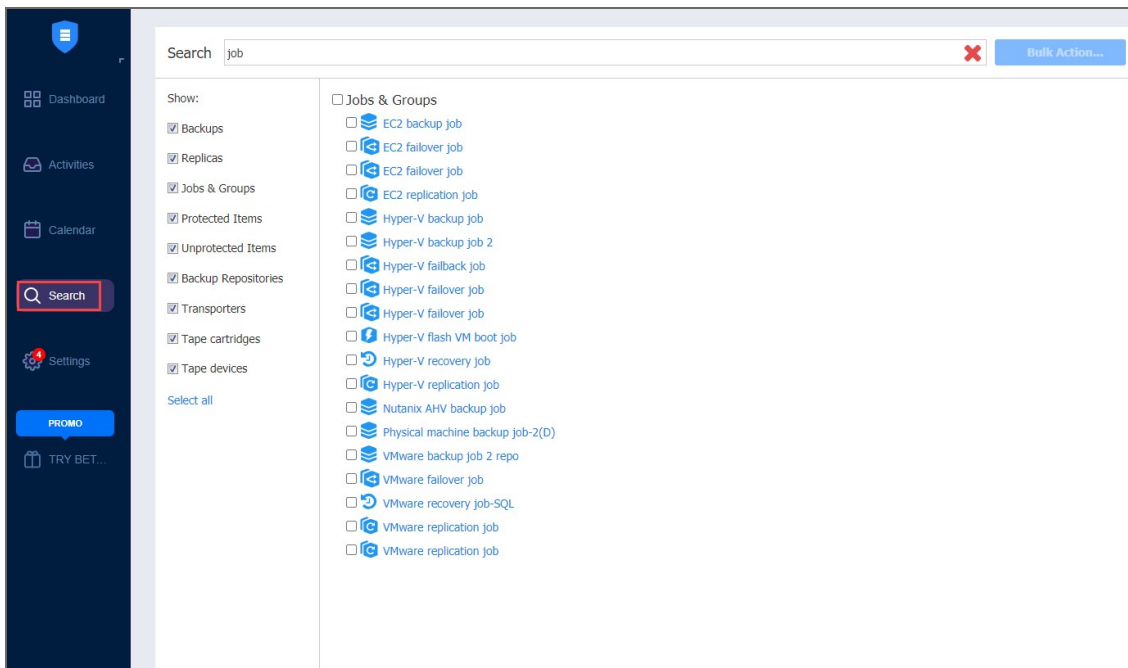 Search job Bulk Action...
Dashboard
Activities
Calendar
Search
4
Settings
PROMO
TRY BET...
Show:
Backups
Replicas
Jobs & Groups
Protected Items
Unprotected Items
Backup Repositories
Transporters
Tape cartridges
Tape devices
Select all
Jobs & Groups
EC2 backup job
EC2 failover job
EC2 failover job
EC2 replication job
Hyper-V backup job
Hyper-V backup job 2
Hyper-V failback job
Hyper-V failover job
Hyper-V failover job
Hyper-V flash VM boot job
Hyper-V recovery job
Hyper-V replication job
Nutanix AHV backup job
Physical machine backup job-2(D)
VMware backup job 2 repo
VMware failover job
VMware recovery job-SQL
VMware replication job
VMware replication job